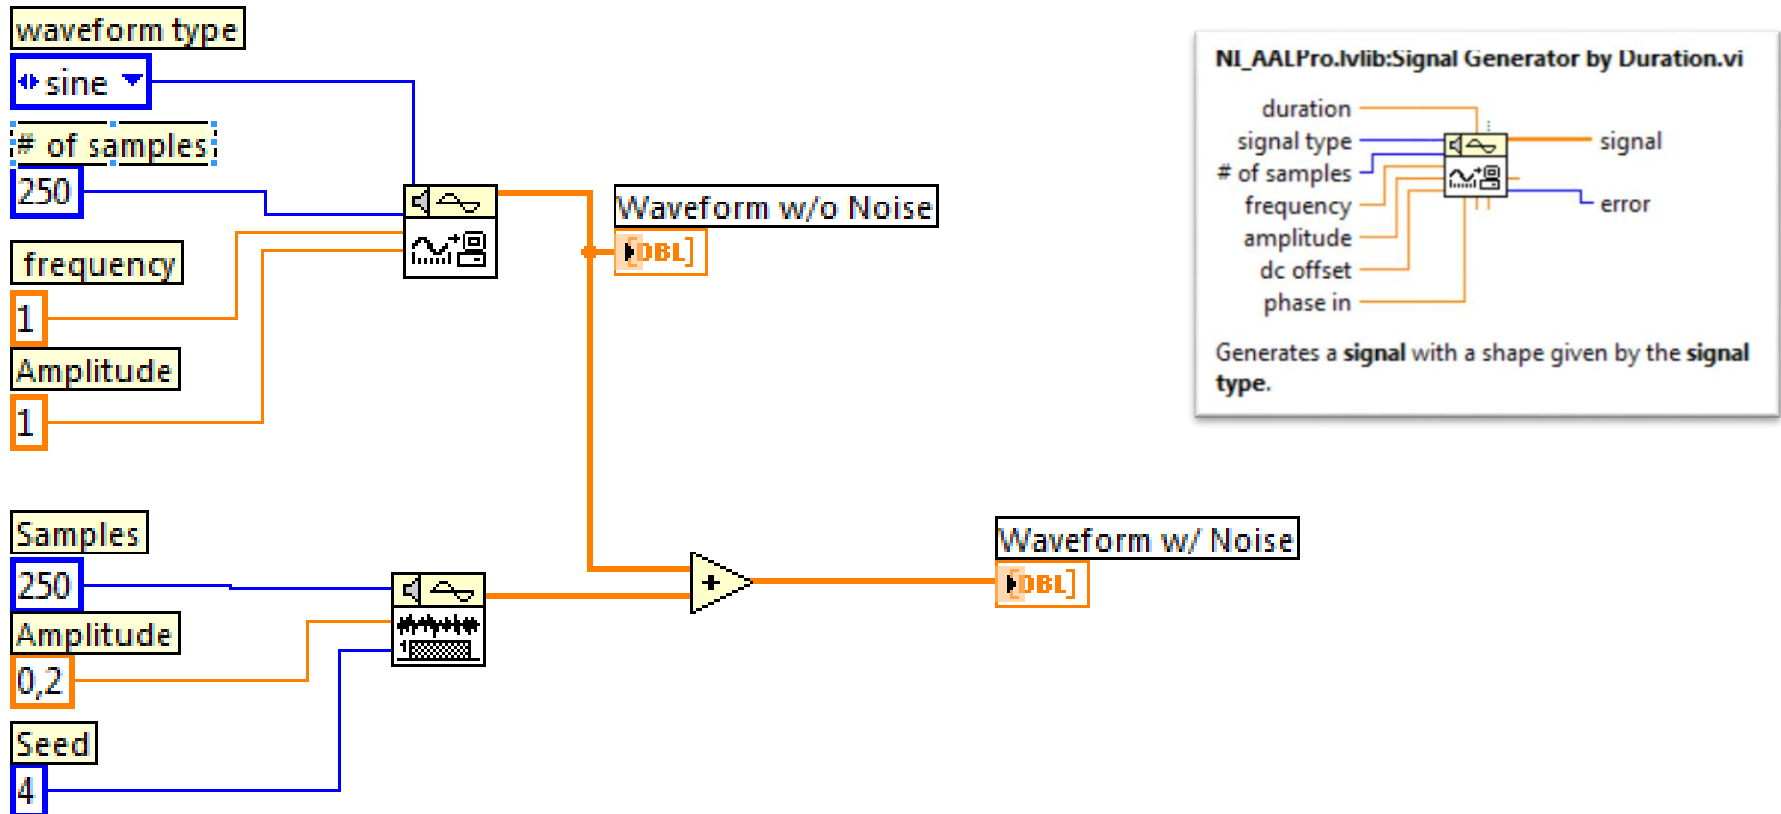 waveform type
sine
# of samples
250
frequency
1
Amplitude
1
Waveform w/o Noise
DBL
Samples
250
Amplitude
0,2
Seed
4
+
1
Waveform w/ Noise
DBL
NI_AALPro.lvlib:Signal Generator by Duration.vi
duration
signal type
# of samples
frequency
amplitude
dc offset
phase in
signal
error
Generates a signal with a shape given by the signal
type.